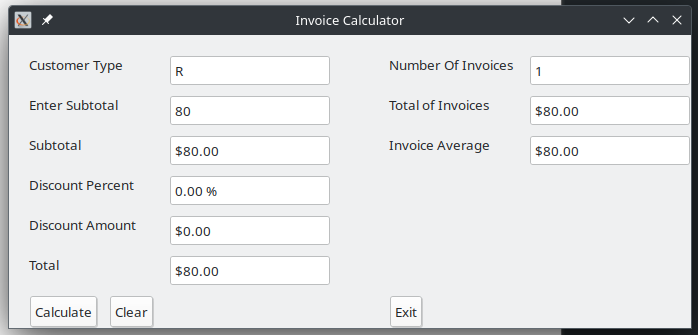 Invoice Calculator
Customer Type R Number Of Invoices 1
Enter Subtotal 80 Total of Invoices $80.00
Subtotal $80.00 Invoice Average $80.00
Discount Percent 0.00 %
Discount Amount $0.00
Total $80.00
Calculate Clear Exit